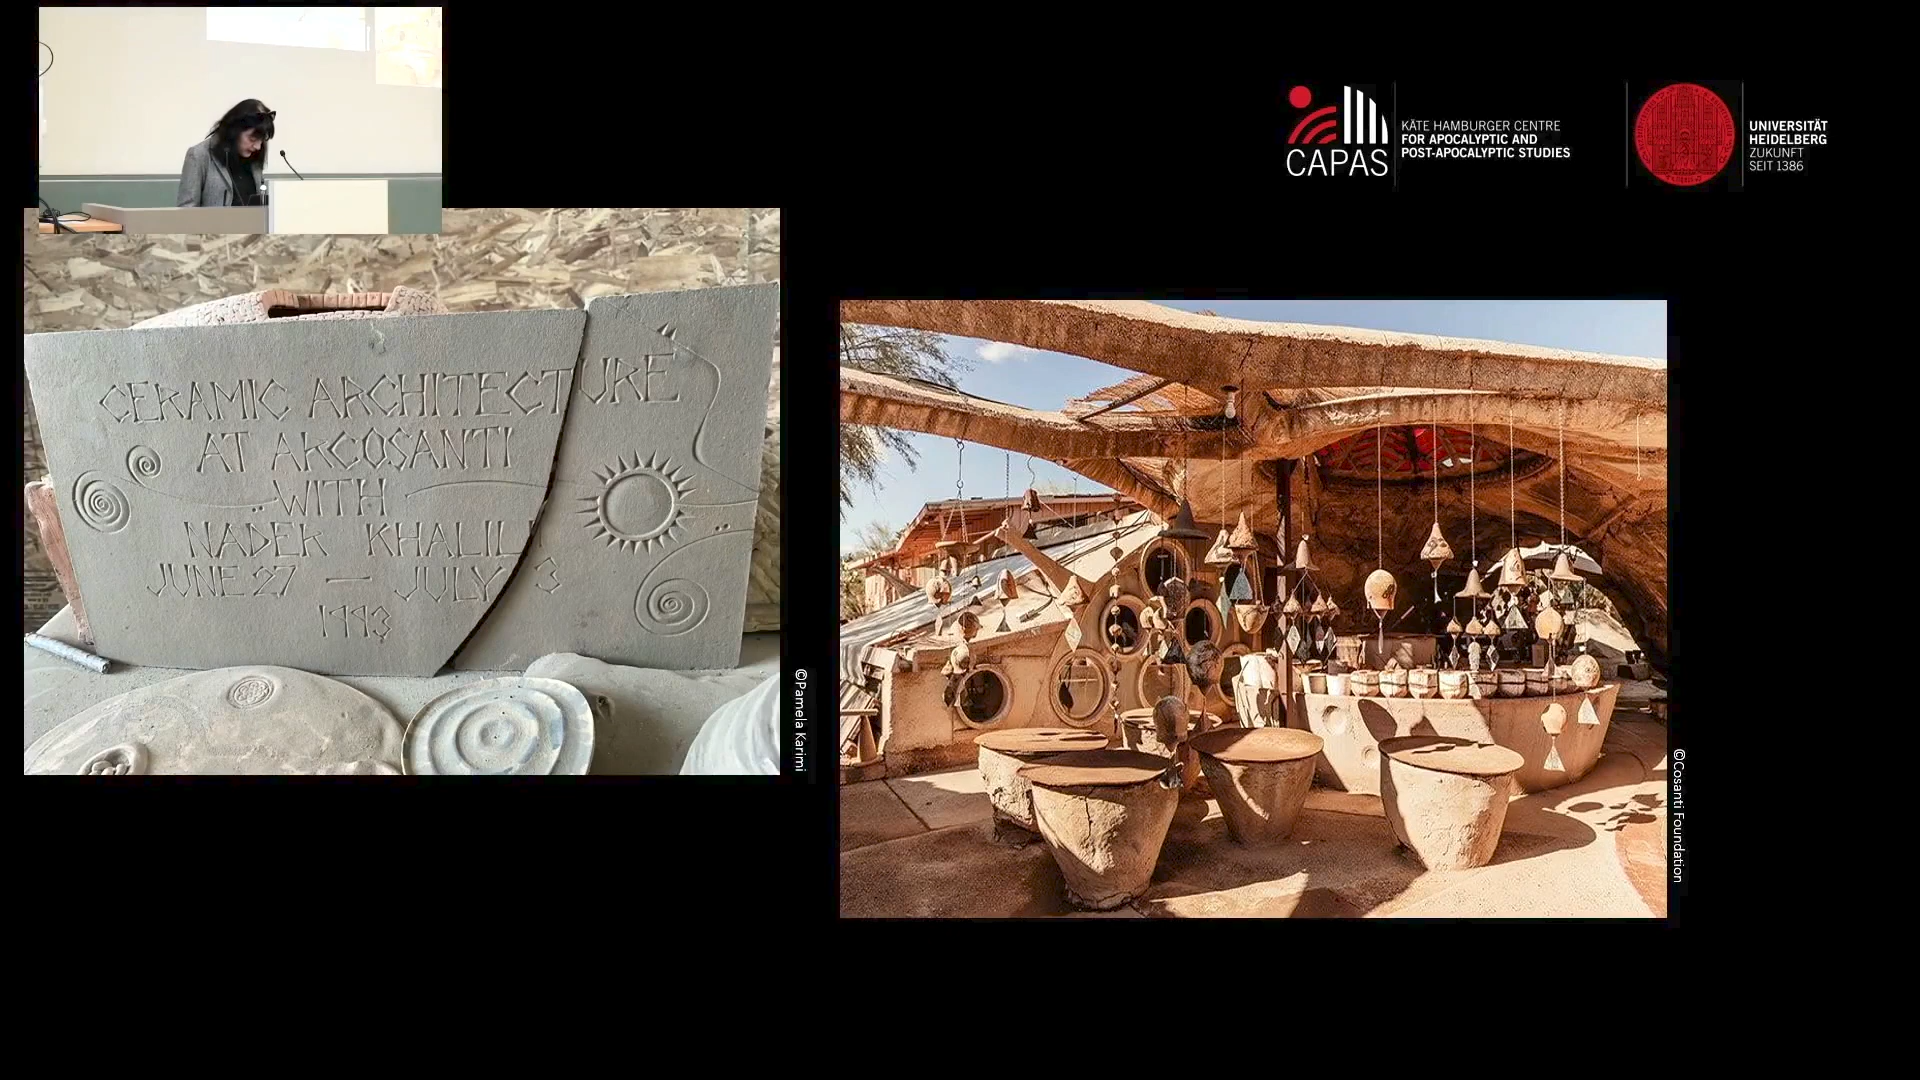 CAPAS
KÄTE HAMBURGER CENTRE
FOR APOCALYPTIC AND
POST-APOCALYPTIC STUDIES
UNIVERSITÄT
HEIDELBERG
ZUKUNFT
SEIT 1386
CERAMIC ARCHITECTURE
AT ARCOSANTI
WITH
NADER KHALILI
JUNE 27 — JULY 3
1993
©Pamela Karimi
©Cosanti Foundation